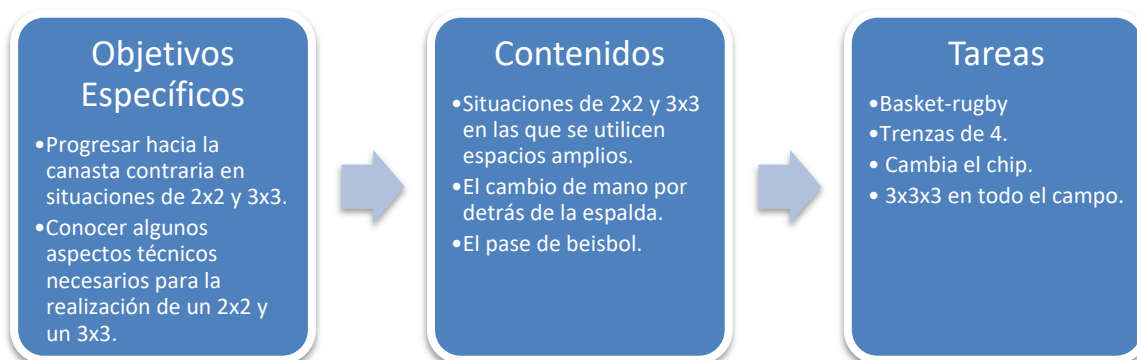 Objetivos
Específicos
•Progresar hacia la
canasta contraria en
situaciones de 2x2 y 3x3.
•Conocer algunos
aspectos técnicos
necesarios para la
realización de un 2x2 y
un 3x3.
Contenidos
•Situaciones de 2x2 y 3x3
en las que se utilicen
espacios amplios.
•El cambio de mano por
detrás de la espalda.
•El pase de beisbol.
Tareas
•Basket-rugby
•Trenzas de 4.
• Cambia el chip.
• 3x3x3 en todo el campo.